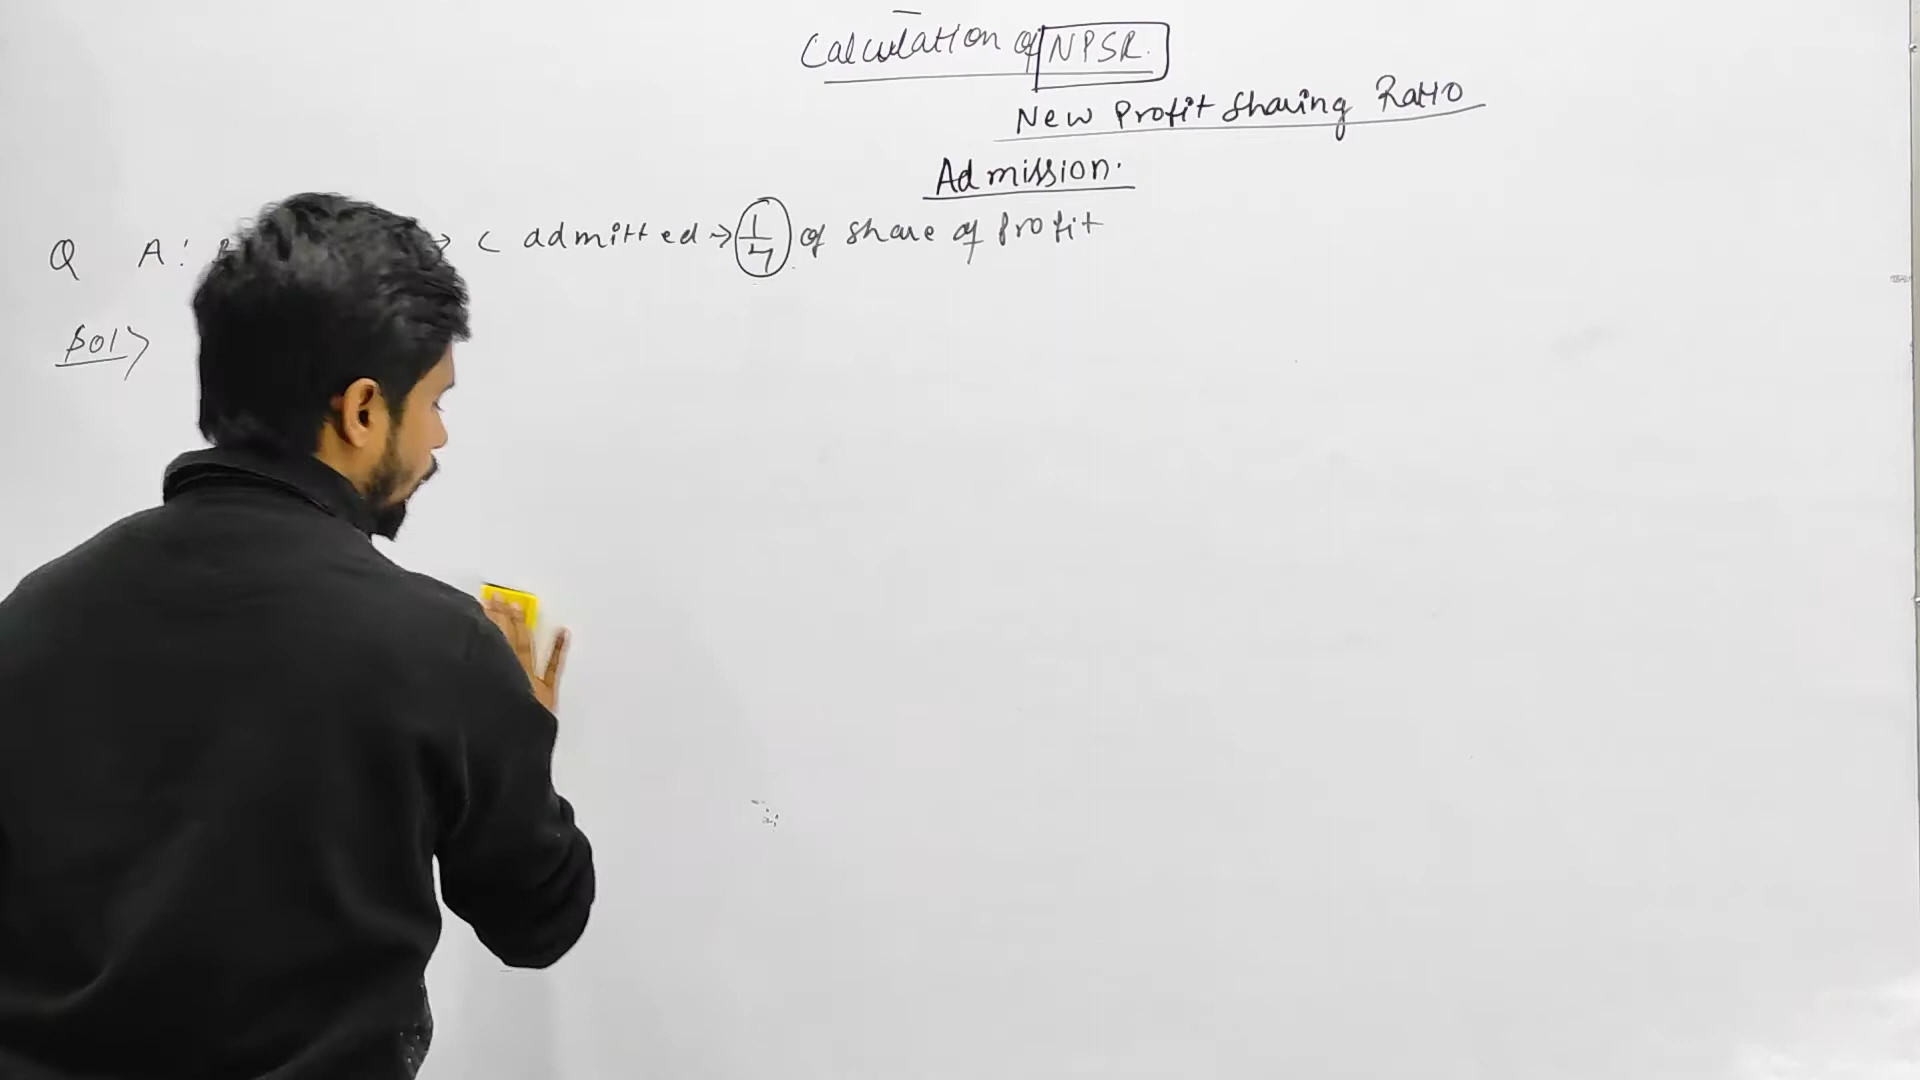 Calculation of NPSR.
New Profit Sharing Ratio
Admission.
Q A: C admitted → 1/4 of share of Profit
Sol>